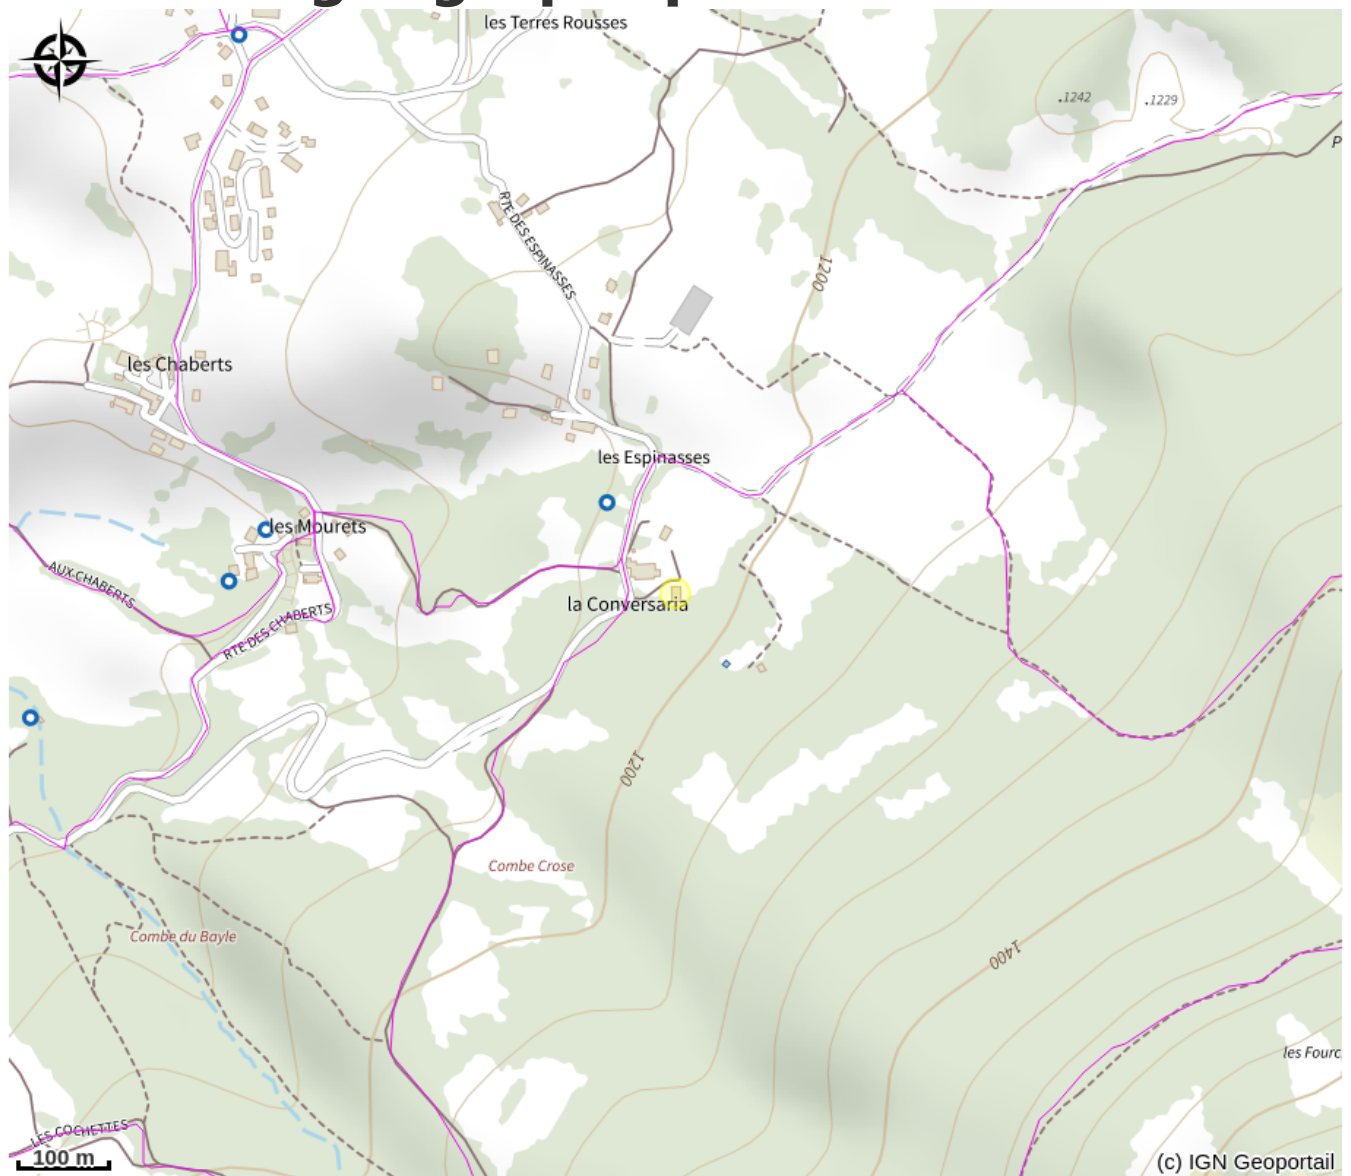 les Terres Rousses
.1242
.1229
P
RTE DES ESPINASSES
1200
les Chaberts
les Espinasses
les Mourets
AUX CHABERTS
la Conversaria
RTE DES CHABERTS
1200
Combe Crose
Combe du Bayle
1400
les Fourc
LES COCHETTES
100 m
(c) IGN Geoportail